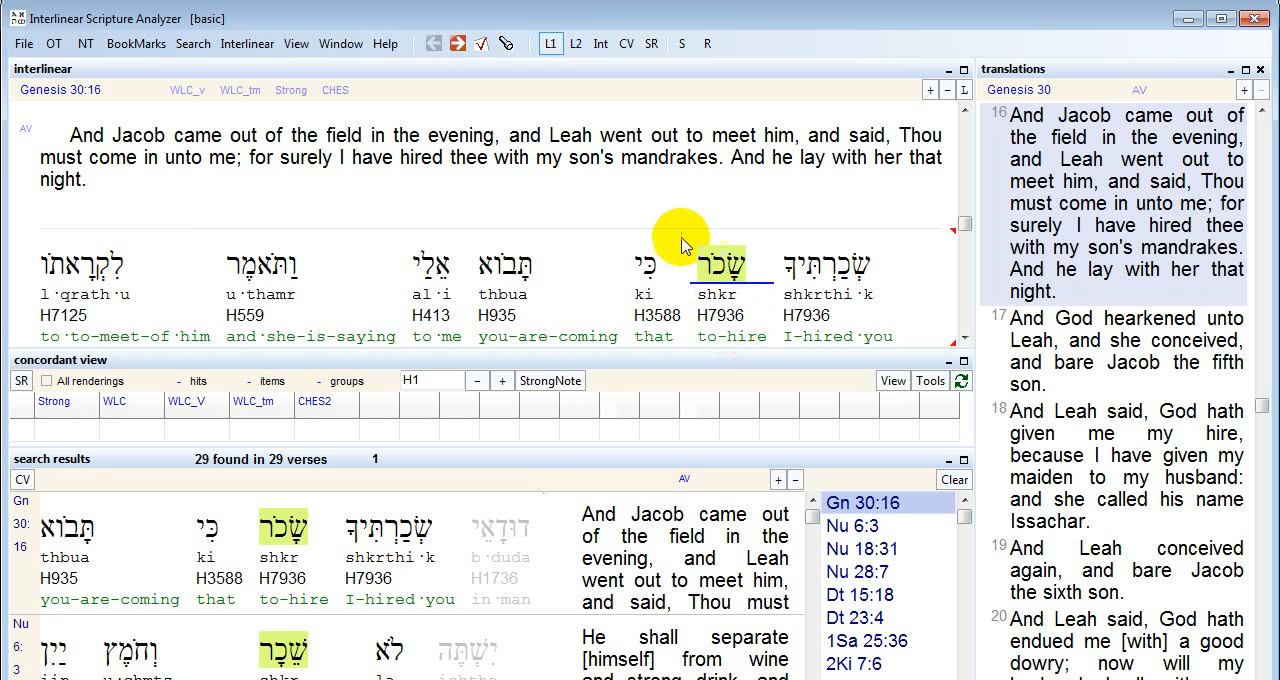 Interlinear Scripture Analyzer [basic]
File OT NT BookMarks Search Interlinear View Window Help L1 L2 Int CV SR S R
interlinear
Genesis 30:16 WLC_v WLC_tm Strong CHES + - L
AV
And Jacob came out of the field in the evening, and Leah went out to meet him, and said, Thou
must come in unto me; for surely I have hired thee with my son's mandrakes. And he lay with her that
night.
לִקְרָאתֹו וַתֹּאמֶר אֵלַי תָּבֹוא כִּי שָׂכֹר שְׂכַרְתִּיךָ
l·qrath·u u·thamr al·i thbua ki shkr shkrthi·k
H7125 H559 H413 H935 H3588 H7936 H7936
to·to-meet-of·him and·she-is-saying to·me you-are-coming that to-hire I-hired·you
concordant view
SR All renderings - hits - items - groups H1 - + StrongNote View Tools
Strong WLC WLC_V WLC_tm CHES2
search results 29 found in 29 verses 1
CV AV + - Clear
Gn
30:
16
תָּבֹוא כִּי שָׂכֹר שְׂכַרְתִּיךָ דוּדָאֵי
thbua ki shkr shkrthi·k b·duda
H935 H3588 H7936 H7936 H1736
you-are-coming that to-hire I-hired·you in·man
And Jacob came out
of the field in the
evening, and Leah
went out to meet him,
and said, Thou must
Nu
6:
3
יַיִן וְחֹמֶץ שֵׁכָר לֹא יִשְׁתֶּה
He shall separate
[himself] from wine
and strong drink, and
Gn 30:16
Nu 6:3
Nu 18:31
Nu 28:7
Dt 15:18
Dt 23:4
1Sa 25:36
2Ki 7:6
translations
Genesis 30 AV + -
16 And Jacob came out of
the field in the evening,
and Leah went out to
meet him, and said, Thou
must come in unto me; for
surely I have hired thee
with my son's mandrakes.
And he lay with her that
night.
17 And God hearkened unto
Leah, and she conceived,
and bare Jacob the fifth
son.
18 And Leah said, God hath
given me my hire,
because I have given my
maiden to my husband:
and she called his name
Issachar.
19 And Leah conceived
again, and bare Jacob
the sixth son.
20 And Leah said, God hath
endued me [with] a good
dowry; now will my